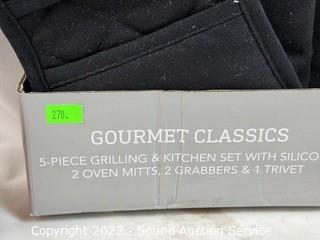 270.
GOURMET CLASSICS
5-PIECE GRILLING & KITCHEN SET WITH SILICO
2 OVEN MITTS, 2 GRABBERS & 1 TRIVET
Copyright 2022 - Sound Auction Service